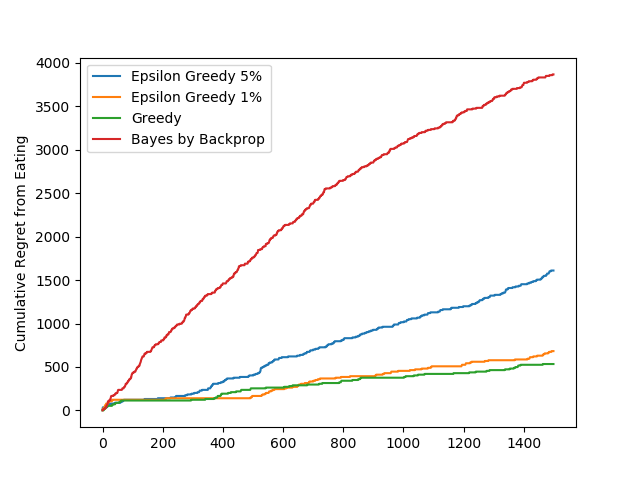 4000
3500
3000
2500
2000
1500
1000
500
0
Cumulative Regret from Eating
Epsilon Greedy 5%
Epsilon Greedy 1%
Greedy
Bayes by Backprop
0 200 400 600 800 1000 1200 1400